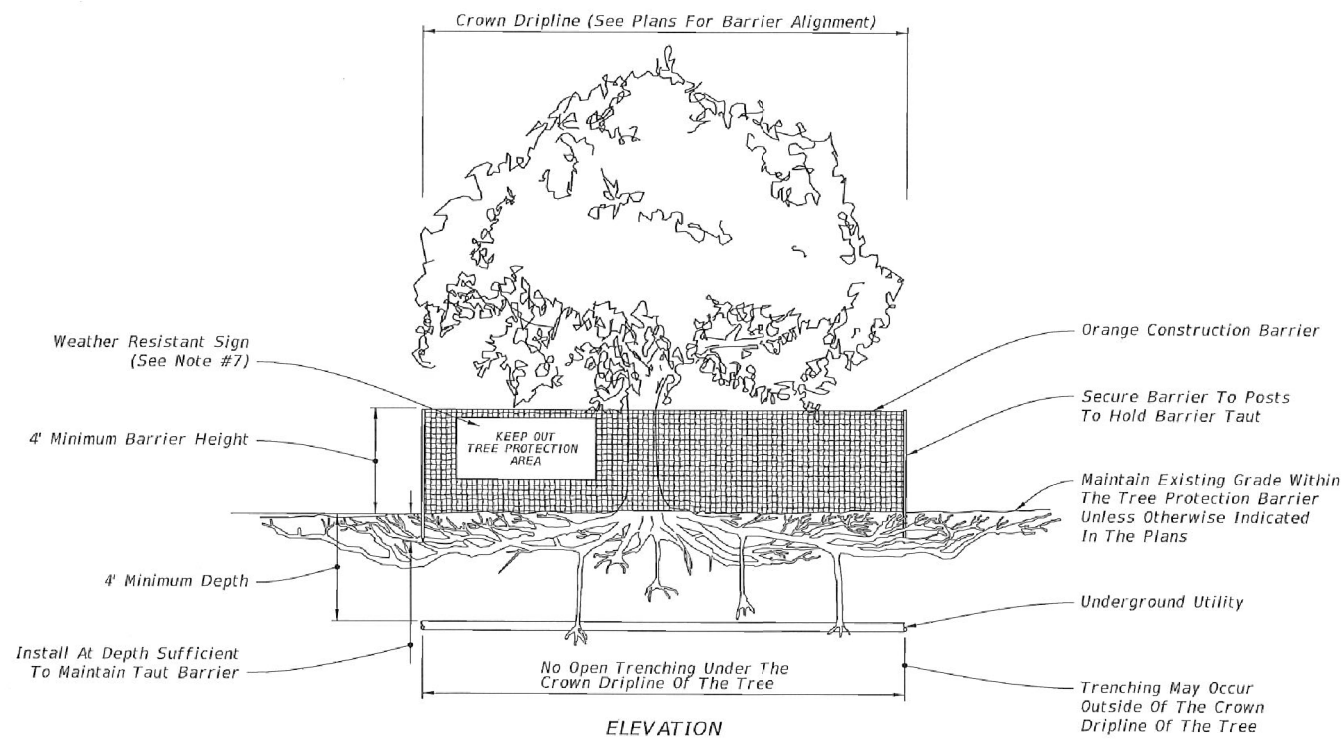 Crown Dripline (See Plans For Barrier Alignment)
Weather Resistant Sign
(See Note #7)
Orange Construction Barrier
Secure Barrier To Posts
To Hold Barrier Taut
4' Minimum Barrier Height
KEEP OUT
TREE PROTECTION
AREA
Maintain Existing Grade Within
The Tree Protection Barrier
Unless Otherwise Indicated
In The Plans
4' Minimum Depth
Underground Utility
Install At Depth Sufficient
To Maintain Taut Barrier
No Open Trenching Under The
Crown Dripline Of The Tree
Trenching May Occur
Outside Of The Crown
Dripline Of The Tree
ELEVATION